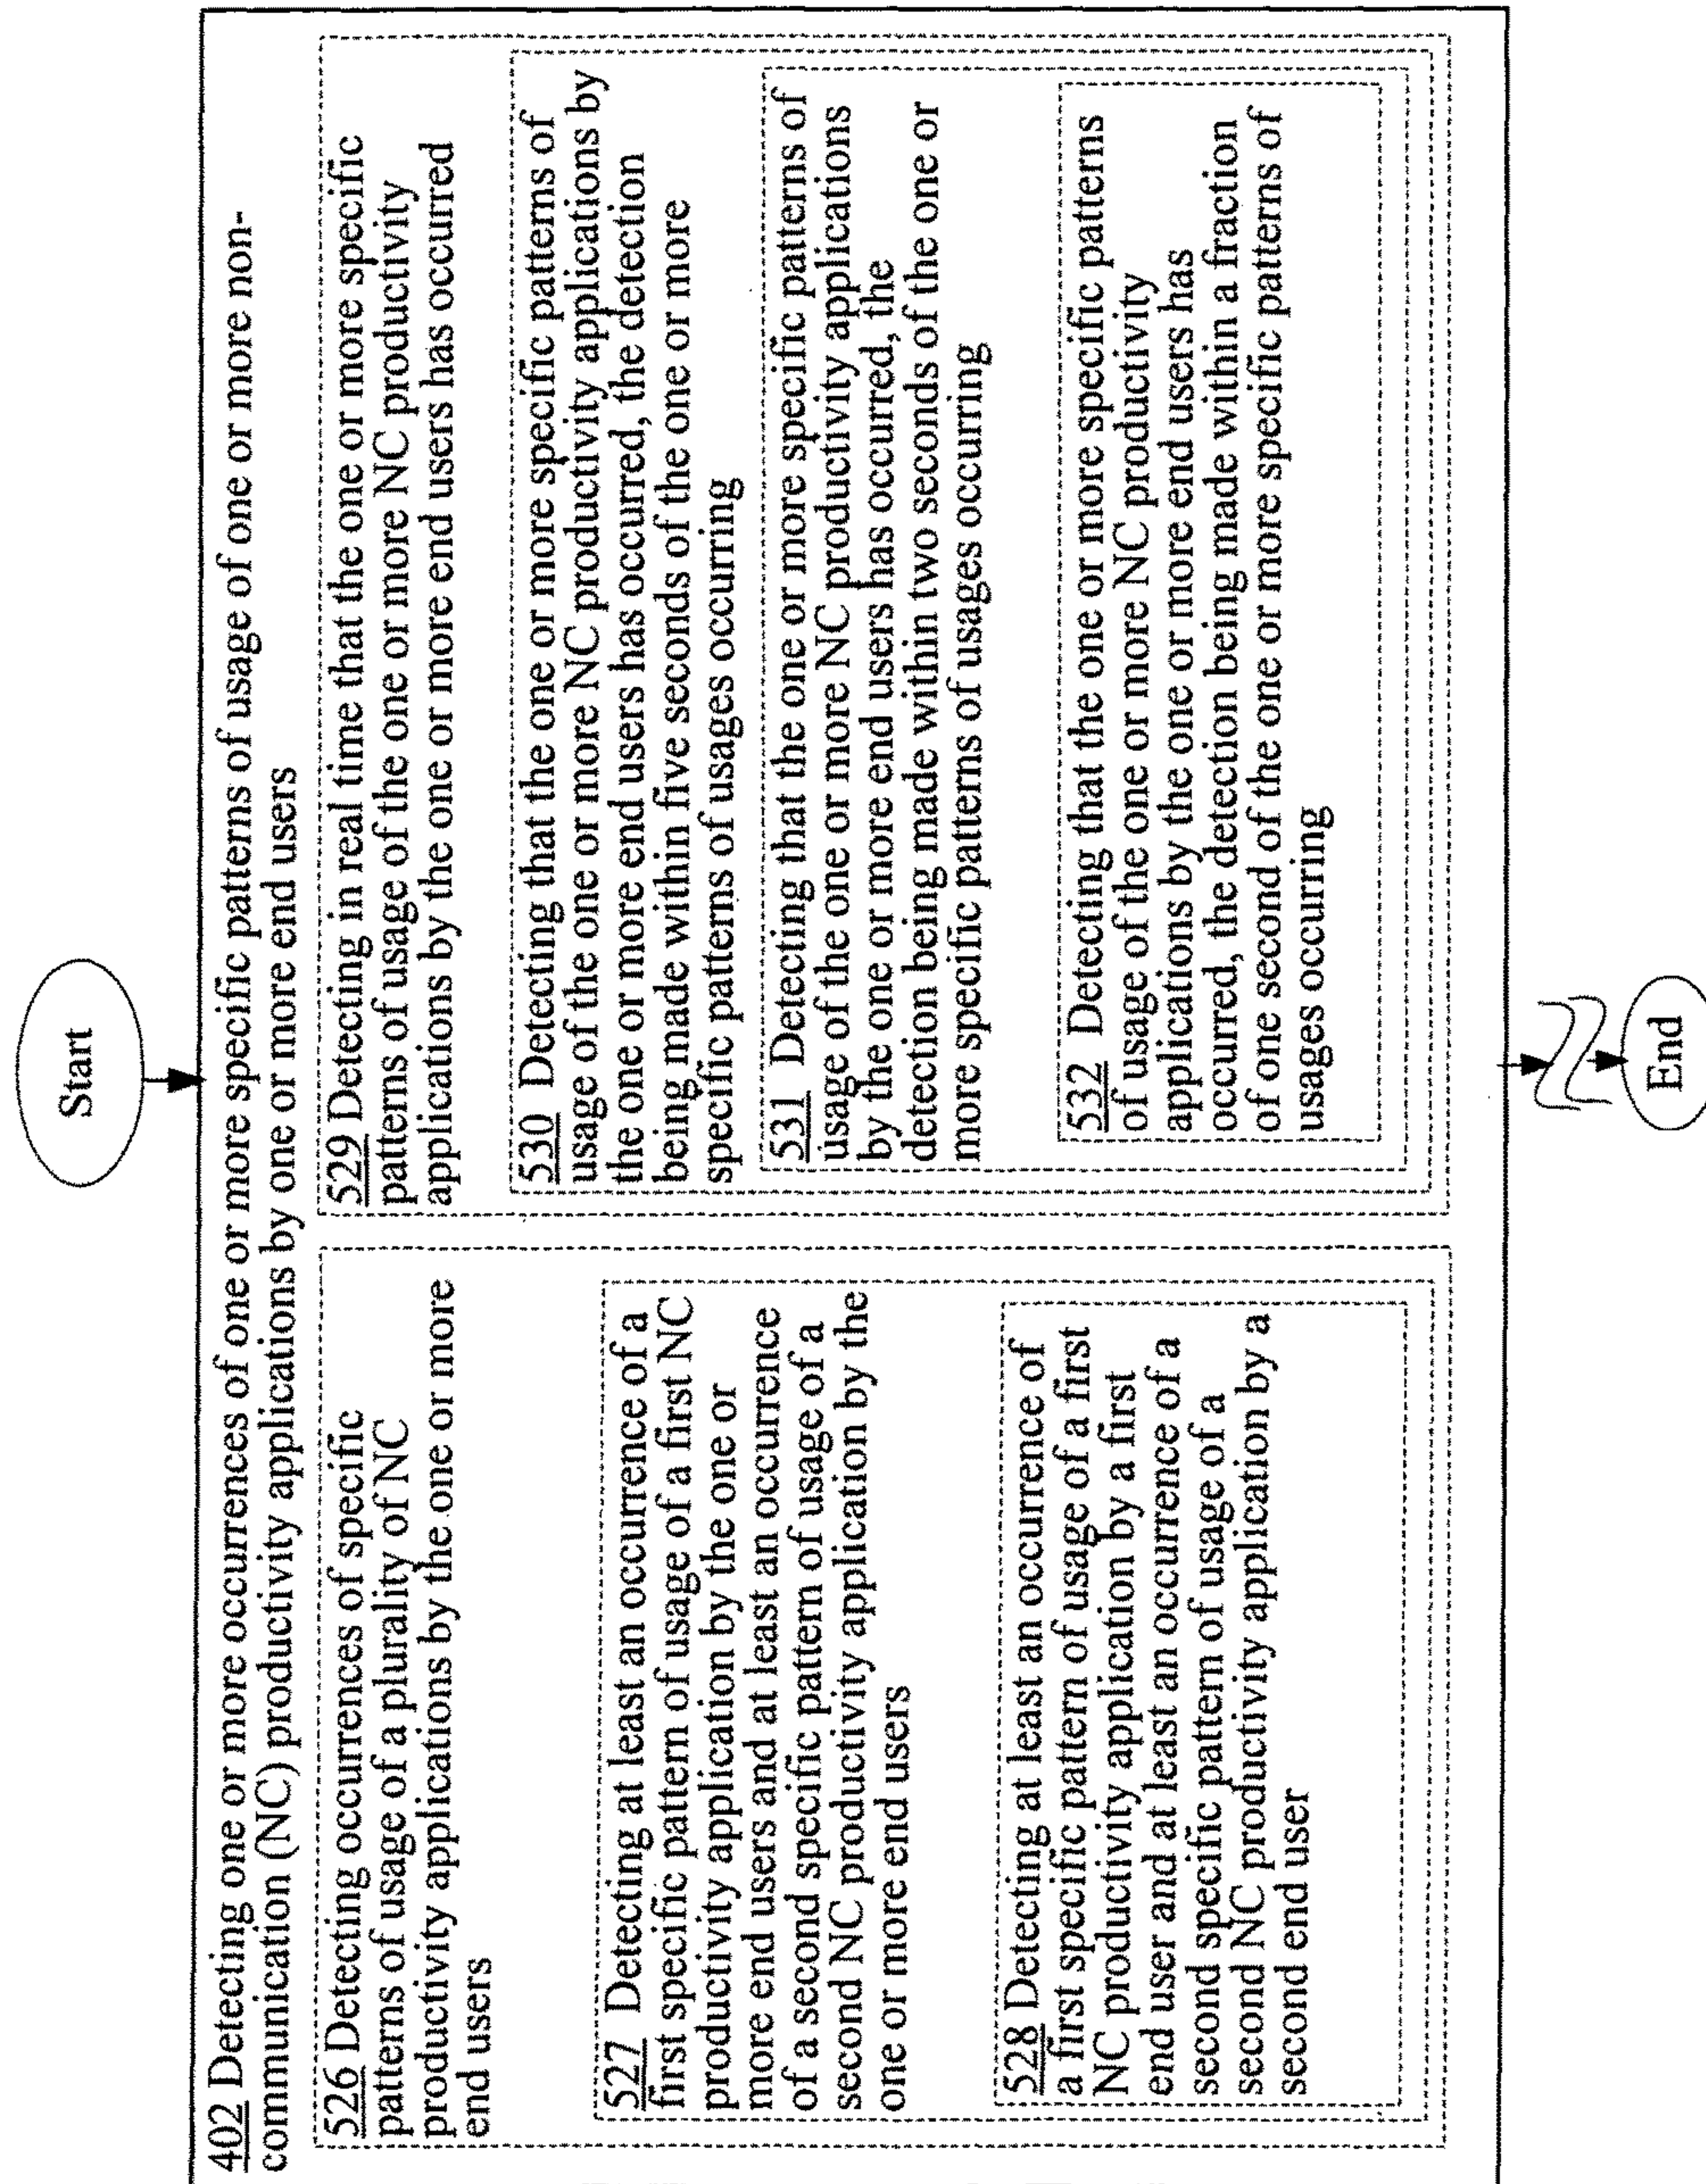 Start
402 Detecting one or more occurrences of one or more specific patterns of usage of one or more non-
communication (NC) productivity applications by one or more end users
526 Detecting occurrences of specific
patterns of usage of a plurality of NC
productivity applications by the one or more
end users
527 Detecting at least an occurrence of a
first specific pattern of usage of a first NC
productivity application by the one or
more end users and at least an occurrence
of a second specific pattern of usage of a
second NC productivity application by the
one or more end users
528 Detecting at least an occurrence of
a first specific pattern of usage of a first
NC productivity application by a first
end user and at least an occurrence of a
second specific pattern of usage of a
second NC productivity application by a
second end user
529 Detecting in real time that the one or more specific
patterns of usage of the one or more NC productivity
applications by the one or more end users has occurred
530 Detecting that the one or more specific patterns of
usage of the one or more NC productivity applications by
the one or more end users has occurred, the detection
being made within five seconds of the one or more
specific patterns of usages occurring
531 Detecting that the one or more specific patterns of
usage of the one or more NC productivity applications
by the one or more end users has occurred, the
detection being made within two seconds of the one or
more specific patterns of usages occurring
532 Detecting that the one or more specific patterns
of usage of the one or more NC productivity
applications by the one or more end users has
occurred, the detection being made within a fraction
of one second of the one or more specific patterns of
usages occurring
End